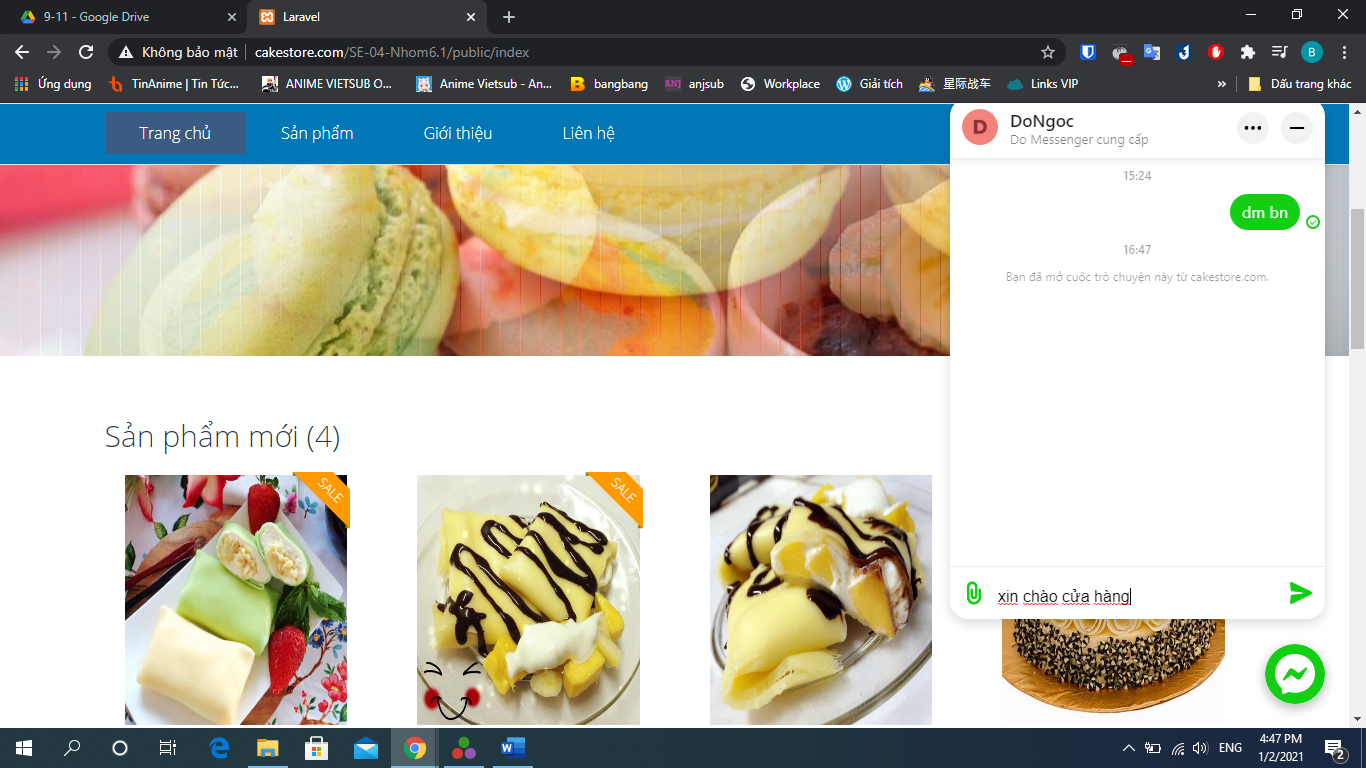 9-11 - Google Drive
Laravel
Không bảo mật
cakestore.com/SE-04-Nhom6.1/public/index
B
Ứng dụng
TinAnime | Tin Tức...
ANIME VIETSUB O...
Anime Vietsub - An...
bangbang
ANJ
anjsub
Workplace
Giải tích
星际战车
Links VIP
»
Dấu trang khác
Trang chủ
Sản phẩm
Giới thiệu
Liên hệ
D
DoNgoc
Do Messenger cung cấp
15:24
dm bn
16:47
Bạn đã mở cuộc trò chuyện này từ cakestore.com.
Sản phẩm mới (4)
SALE
SALE
xin chào cửa hàng
ENG
4:47 PM
1/2/2021
2